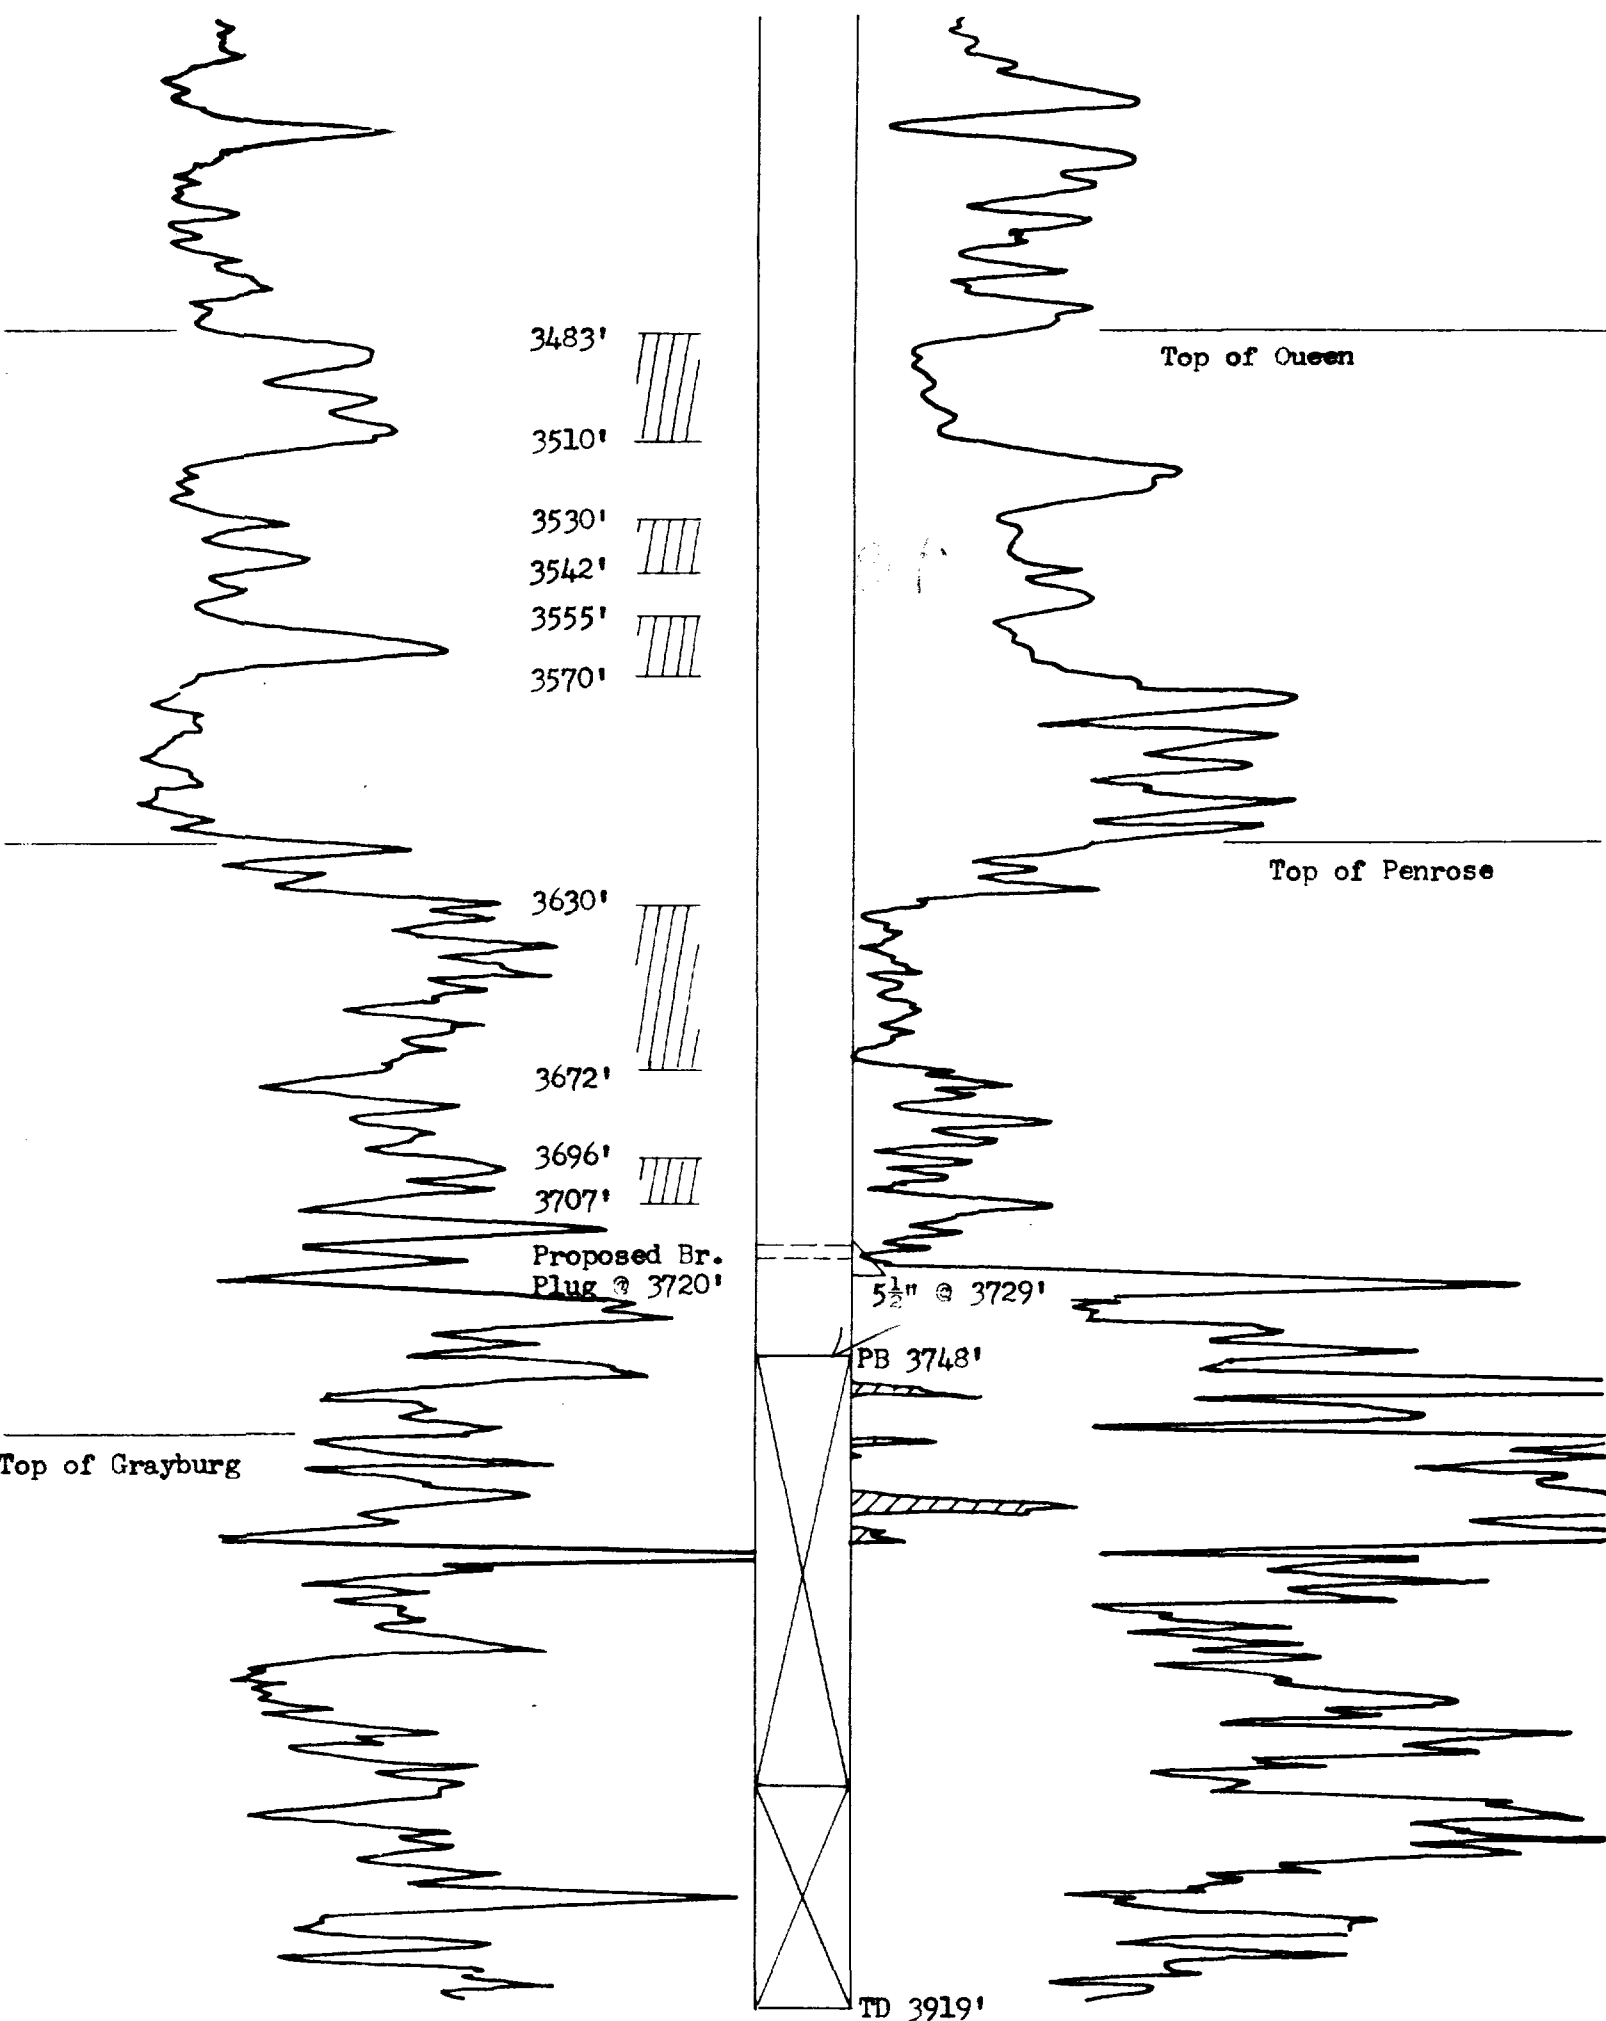 3483'
Top of Oueen
3510'
3530'
3542'
3555'
3570'
Top of Penrose
3630'
3672'
3696'
3707'
Proposed Br.
Plug @ 3720'
5½" @ 3729'
PB 3748'
Top of Grayburg
TD 3919'